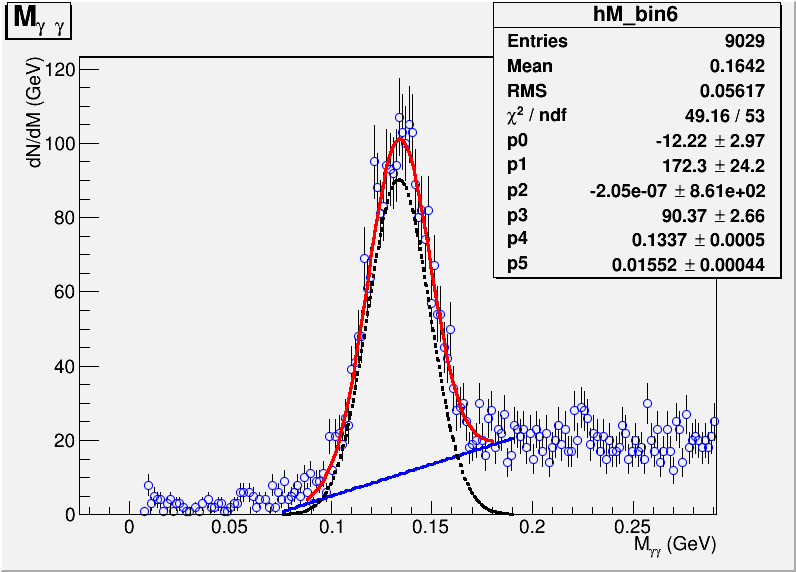 M γ γ
hM_bin6
Entries 9029
Mean 0.1642
RMS 0.05617
χ² / ndf 49.16 / 53
p0 -12.22 ± 2.97
p1 172.3 ± 24.2
p2 -2.05e-07 ± 8.61e+02
p3 90.37 ± 2.66
p4 0.1337 ± 0.0005
p5 0.01552 ± 0.00044
dN/dM (GeV)
120
100
80
60
40
20
0
0 0.05 0.1 0.15 0.2 0.25
M γγ (GeV)